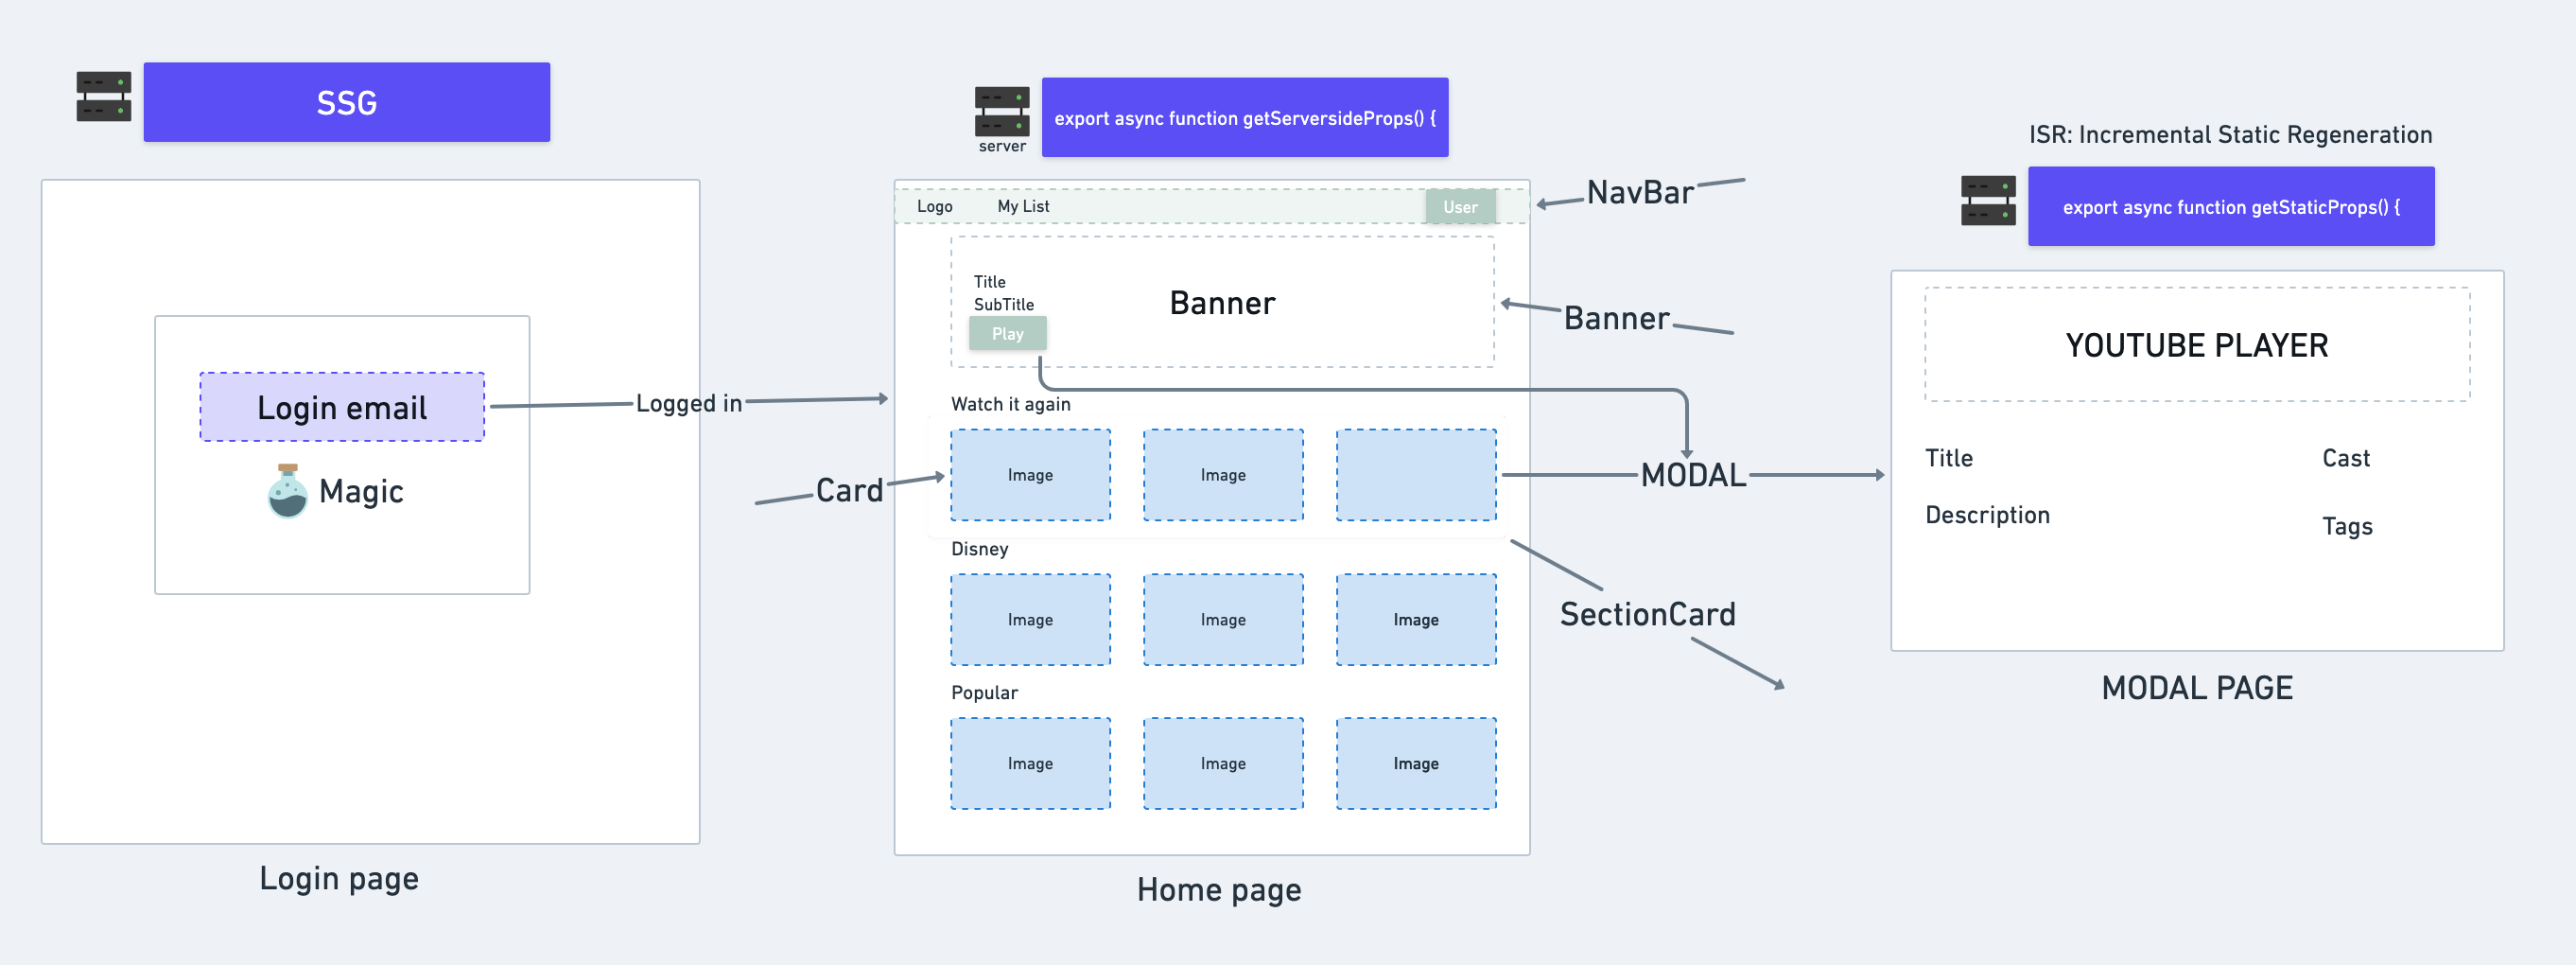 SSG
Login email
Magic
Login page
Logged in
server
export async function getServersideProps() {
Logo
My List
User
NavBar
Title
SubTitle
Play
Banner
Banner
Watch it again
Image
Image
Card
MODAL
Disney
Image
Image
Image
SectionCard
Popular
Image
Image
Image
Home page
ISR: Incremental Static Regeneration
export async function getStaticProps() {
YOUTUBE PLAYER
Title
Cast
Description
Tags
MODAL PAGE